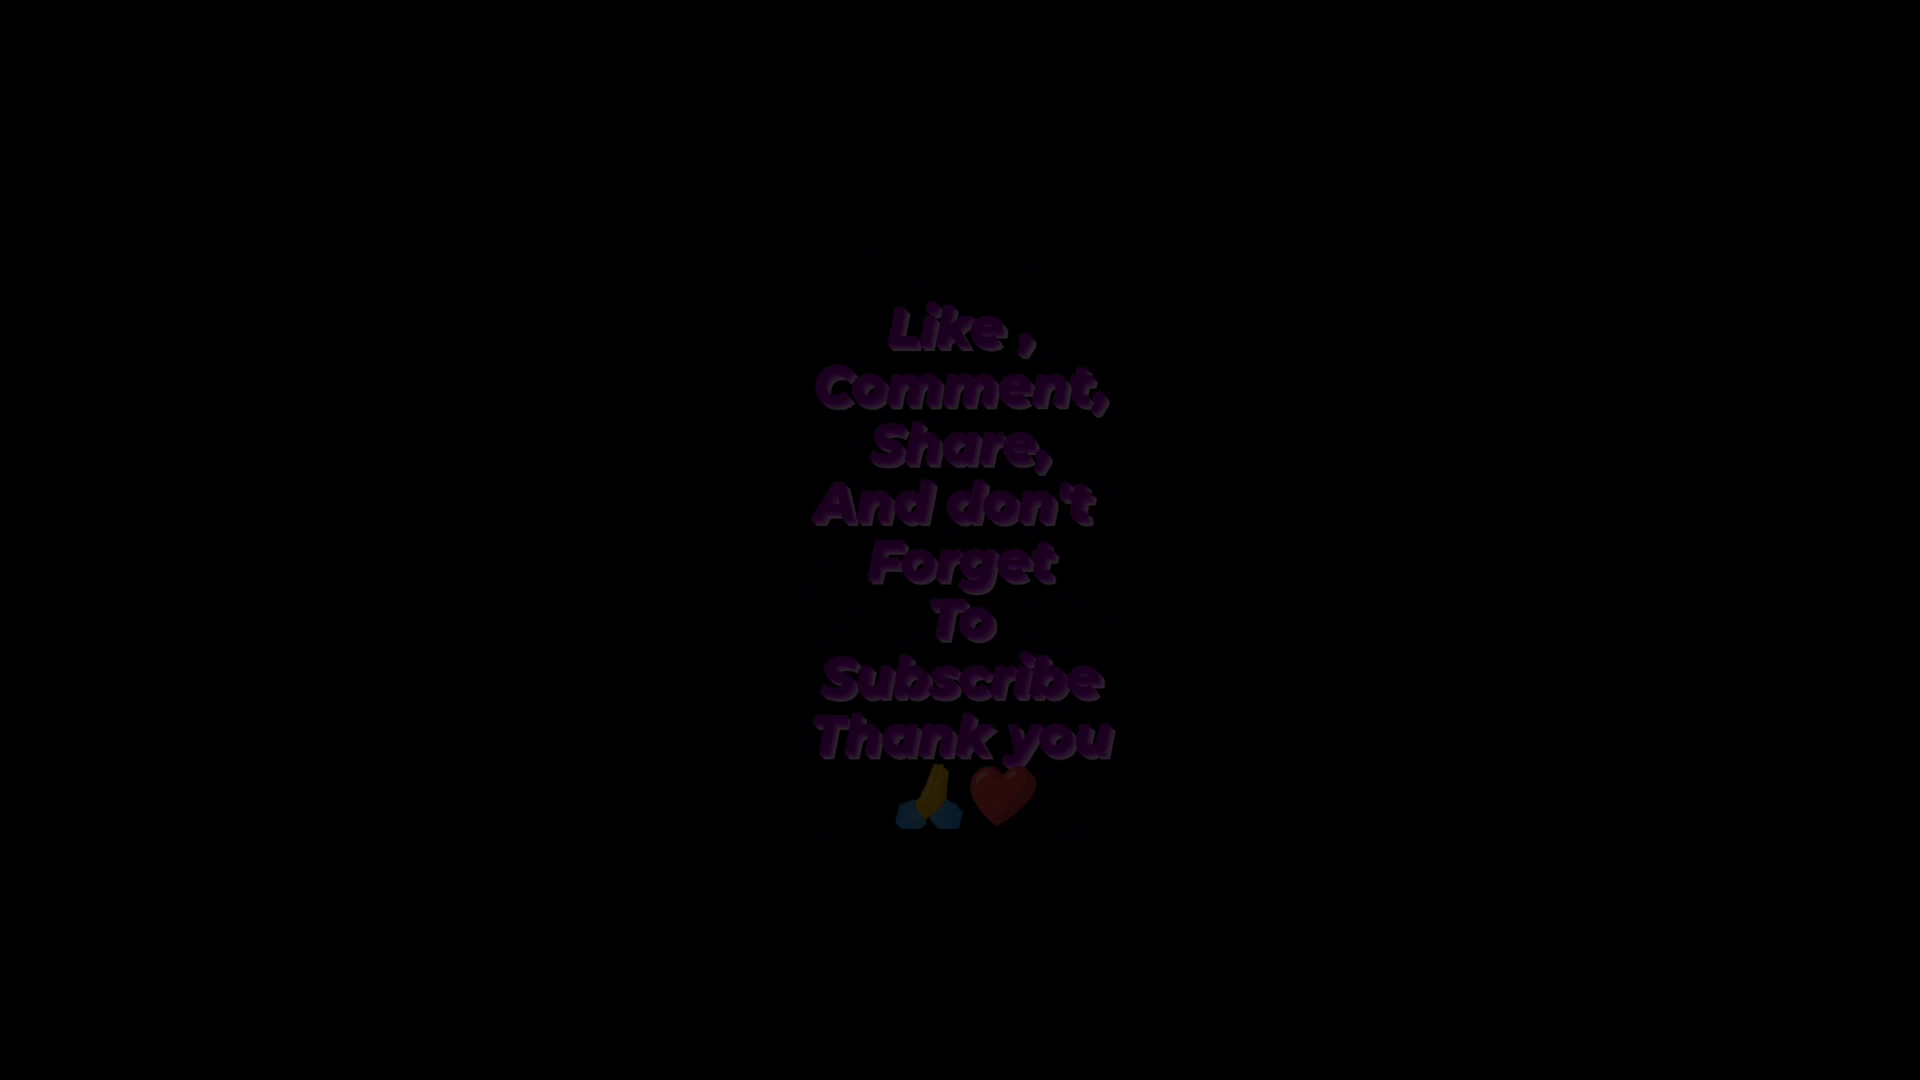 Like ,
Comment,
Share,
And don't
Forget
To
Subscribe
Thank you
🙏❤️